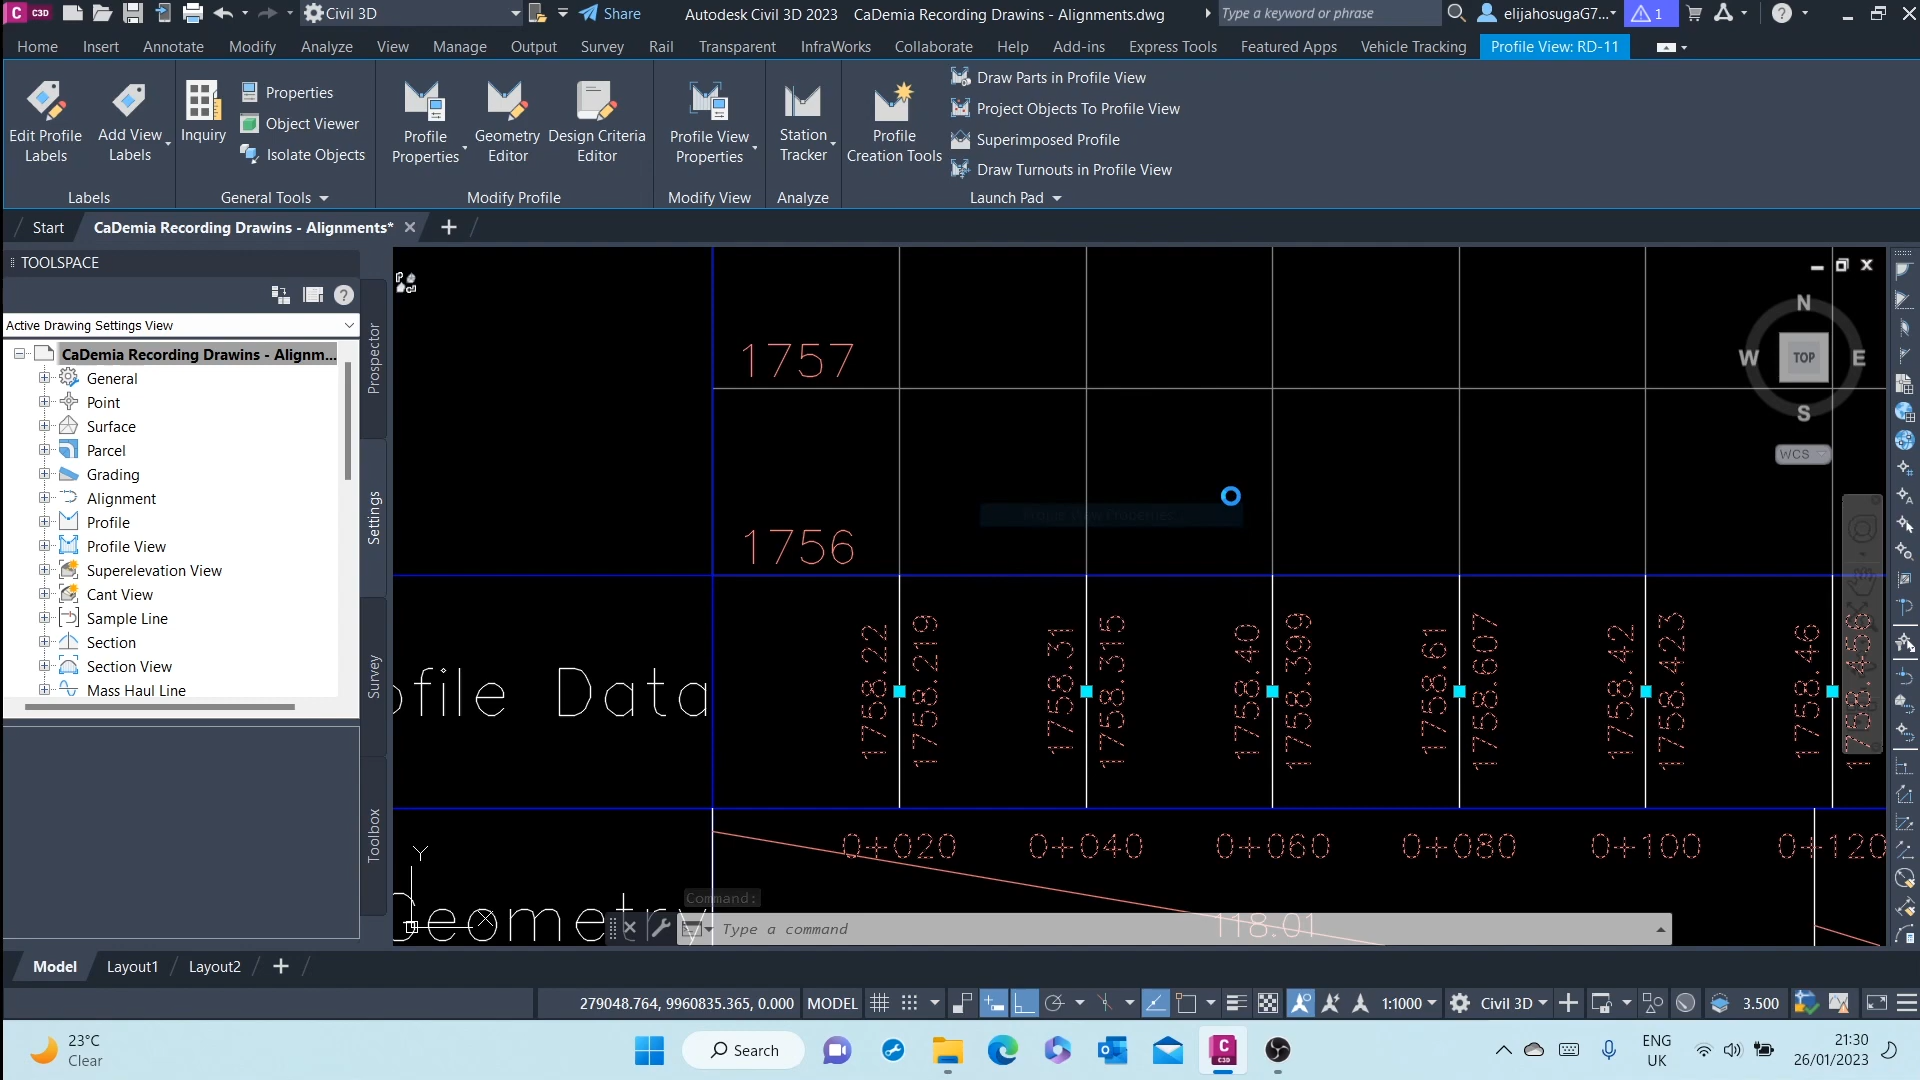 C3D
Civil 3D
Share
Autodesk Civil 3D 2023
CaDemia Recording Drawins - Alignments.dwg
Type a keyword or phrase
elijahosugaG7...
1
Home Insert Annotate Modify Analyze View Manage Output Survey Rail Transparent InfraWorks Collaborate Help Add-ins Express Tools Featured Apps Vehicle Tracking Profile View: RD-11
Edit Profile Labels
Add View Labels
Inquiry
Properties
Object Viewer
Isolate Objects
Profile Properties
Geometry Editor
Design Criteria Editor
Profile View Properties
Station Tracker
Profile Creation Tools
Draw Parts in Profile View
Project Objects To Profile View
Superimposed Profile
Draw Turnouts in Profile View
Labels
General Tools
Modify Profile
Modify View
Analyze
Launch Pad
Start
CaDemia Recording Drawins - Alignments*
TOOLSPACE
Active Drawing Settings View
CaDemia Recording Drawins - Alignm...
General
Point
Surface
Parcel
Grading
Alignment
Profile
Profile View
Superelevation View
Cant View
Sample Line
Section
Section View
Mass Haul Line
Prospector
Settings
Survey
Toolbox
N
W
TOP
E
S
WCS
1757
1756
Profile View Properties...
ofile Data
1758.22 1758.219
1758.31 1758.315
1758.40 1758.399
1758.61 1758.607
1758.42 1758.423
1758.46 1758.456
0+020 0+040 0+060 0+080 0+100 0+120
Y
X
Geometry
118.01
Command:
Type a command
Model Layout1 Layout2
279048.764, 9960835.365, 0.000 MODEL
1:1000
Civil 3D
3.500
23°C
Clear
Search
ENG
UK
21:30
26/01/2023